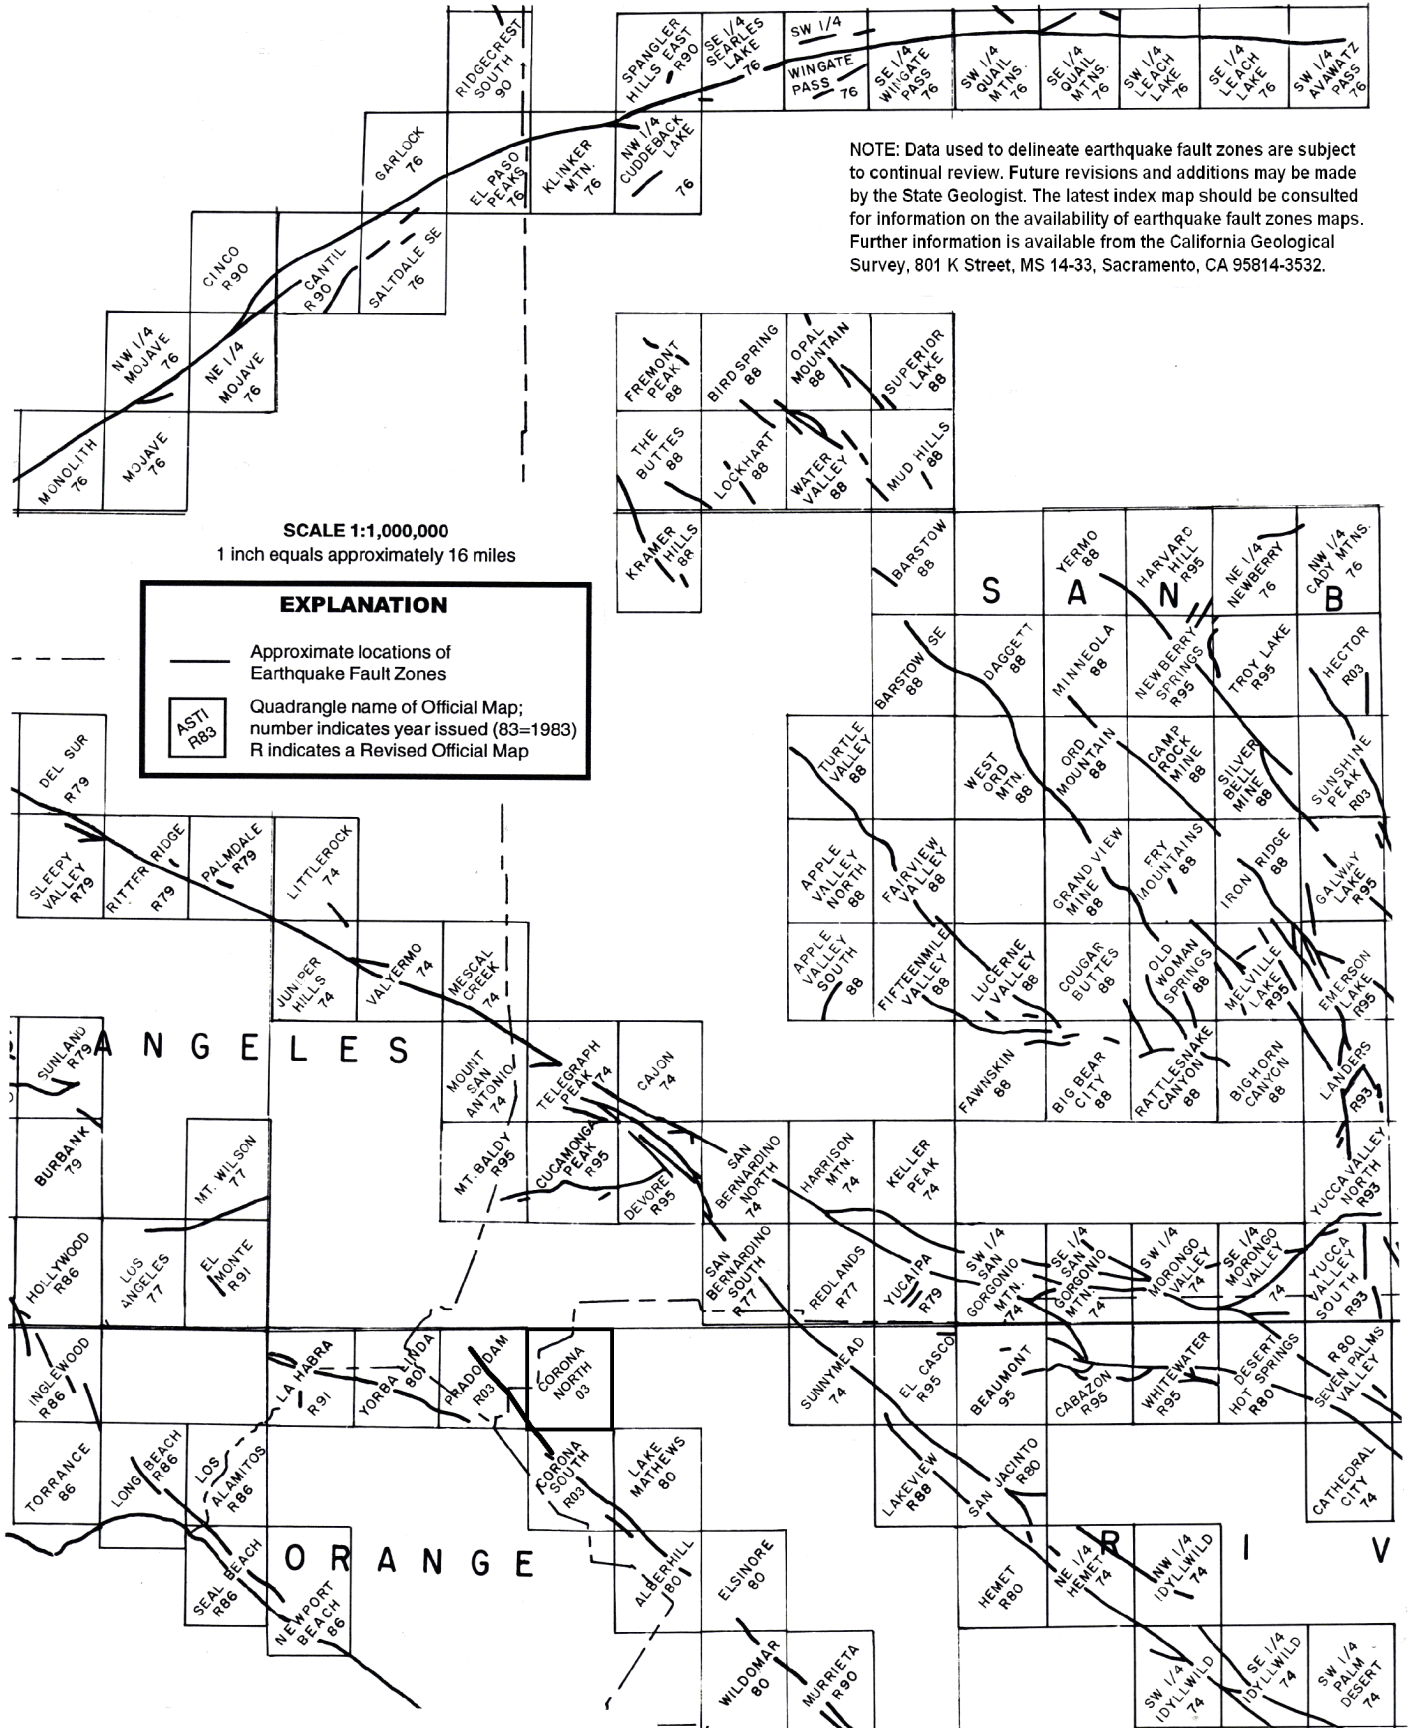 RIDGECREST
SOUTH
90
SPANGLER
HILLS EAST
R90
SE 1/4
SEARLES
LAKE
76
SW 1/4
WINGATE
PASS
76
SE 1/4
WINGATE
PASS
76
SW 1/4
QUAIL
MTNS.
76
SE 1/4
QUAIL
MTNS.
76
SW 1/4
LEACH
LAKE
76
SE 1/4
LEACH
LAKE
76
SW 1/4
AVAWATZ
PASS
76
GARLOCK
76
EL PASO
PEAKS
76
KLINKER
MTN.
76
NW 1/4
CUDDEBACK
LAKE
76
NOTE: Data used to delineate earthquake fault zones are subject
to continual review. Future revisions and additions may be made
by the State Geologist. The latest index map should be consulted
for information on the availability of earthquake fault zones maps.
Further information is available from the California Geological
Survey, 801 K Street, MS 14-33, Sacramento, CA 95814-3532.
CINCO
R90
CANTIL
R90
SALTDALE SE
76
NW 1/4
MOJAVE
76
NE 1/4
MOJAVE
76
MONOLITH
76
MOJAVE
76
FREMONT
PEAK
88
BIRD SPRING
88
OPAL
MOUNTAIN
88
SUPERIOR
LAKE
88
THE
BUTTES
88
LOCKHART
88
WATER
VALLEY
88
MUD HILLS
88
KRAMER
HILLS
88
BARSTOW
88
YERMO
88
HARVARD
HILL
R95
NE 1/4
NEWBERRY
76
NW 1/4
CADY MTNS.
76
SCALE 1:1,000,000
1 inch equals approximately 16 miles
EXPLANATION
Approximate locations of
Earthquake Fault Zones
ASTI
R83
Quadrangle name of Official Map;
number indicates year issued (83=1983)
R indicates a Revised Official Map
S A N B
BARSTOW SE
88
DAGGETT
88
MINNEOLA
88
NEWBERRY
SPRINGS
R95
TROY LAKE
R95
HECTOR
R03
TURTLE
VALLEY
88
WEST
ORD
MTN.
88
ORD
MOUNTAIN
88
CAMP
ROCK
MINE
88
SILVER
BELL
MINE
88
SUNSHINE
PEAK
R03
DEL SUR
R79
SLEEPY
VALLEY
R79
RITTER RIDGE
R79
PALMDALE
R79
LITTLEROCK
74
APPLE
VALLEY
NORTH
88
FAIRVIEW
VALLEY
88
GRAND VIEW
MINE
88
FRY
MOUNTAINS
88
IRON RIDGE
88
GALWAY
LAKE
R95
JUNIPER
HILLS
74
VALYERMO
74
MESCAL
CREEK
74
APPLE
VALLEY
SOUTH
88
FIFTEENMILE
VALLEY
88
LUCERNE
VALLEY
88
COUGAR
BUTTES
88
OLD
WOMAN
SPRINGS
88
MELVILLE
LAKE
R95
EMERSON
LAKE
R95
SUNLAND
R79
A N G E L E S
MOUNT
SAN
ANTONIO
74
TELEGRAPH
PEAK
74
CAJON
74
FAWNSKIN
88
BIG BEAR
CITY
88
RATTLESNAKE
CANYON
88
BIGHORN
CANYON
88
LANDERS
R93
BURBANK
79
MT. WILSON
77
MT. BALDY
R95
CUCAMONGA
PEAK
R95
DEVORE
R95
SAN
BERNARDINO
NORTH
74
HARRISON
MTN.
74
KELLER
PEAK
74
YUCCA VALLEY
NORTH
R93
HOLLYWOOD
R86
LOS
ANGELES
77
EL
MONTE
R91
SAN
BERNARDINO
SOUTH
R77
REDLANDS
R77
YUCAIPA
R79
SW 1/4
SAN
GORGONIO
MTN.
74
SE 1/4
SAN
GORGONIO
MTN.
74
SW 1/4
MORONGO
VALLEY
74
SE 1/4
MORONGO
VALLEY
74
YUCCA
VALLEY
SOUTH
R93
INGLEWOOD
R86
LA HABRA
R91
YORBA LINDA
80
PRADO DAM
R03
CORONA
NORTH
03
SUNNYMEAD
74
EL CASCO
R95
BEAUMONT
95
CABAZON
R95
WHITEWATER
R95
DESERT
HOT SPRINGS
R80
R 80
SEVEN PALMS
VALLEY
TORRANCE
86
LONG BEACH
R86
LOS
ALAMITOS
R86
CORONA
SOUTH
R03
LAKE
MATHEWS
80
LAKEVIEW
R88
SAN JACINTO
R80
CATHEDRAL
CITY
74
SEAL BEACH
R86
O R A N G E
NEWPORT
BEACH
86
ALBERHILL
80
ELSINORE
80
HEMET
R80
NE 1/4
HEMET
74
NW 1/4
IDYLLWILD
74
R I V
WILDOMAR
80
MURRIETA
R90
SW 1/4
IDYLLWILD
74
SE 1/4
IDYLLWILD
74
SW 1/4
PALM
DESERT
74